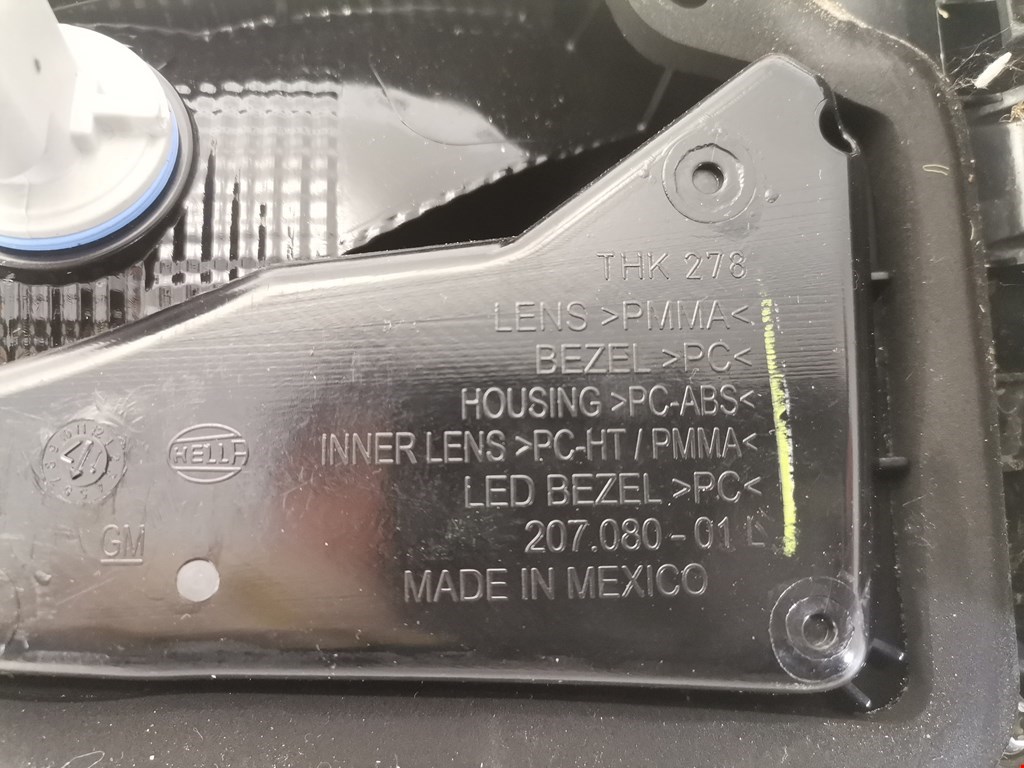 THK 278
LENS >PMMA<
BEZEL >PC<
HOUSING >PC-ABS<
INNER LENS >PC-HT / PMMA<
LED BEZEL >PC<
207.080 - 01 L
MADE IN MEXICO
HELLA
GM